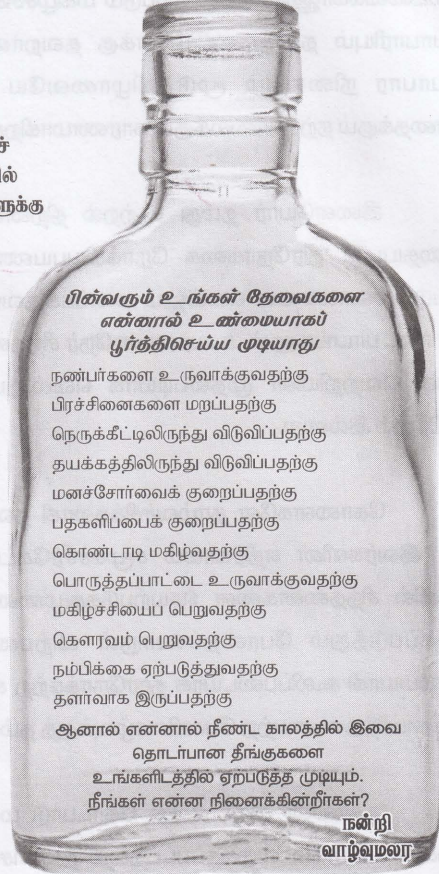 ச்
ில்
ளுக்கு
பின்வரும் உங்கள் தேவைகளை
என்னால் உண்மையாகப்
பூர்த்திசெய்ய முடியாது
நண்பர்களை உருவாக்குவதற்கு
பிரச்சினைகளை மறப்பதற்கு
நெருக்கீட்டிலிருந்து விடுவிப்பதற்கு
தயக்கத்திலிருந்து விடுவிப்பதற்கு
மனச்சோர்வைக் குறைப்பதற்கு
பதகளிப்பைக் குறைப்பதற்கு
கொண்டாடி மகிழ்வதற்கு
பொருத்தப்பாட்டை உருவாக்குவதற்கு
மகிழ்ச்சியைப் பெறுவதற்கு
கௌரவம் பெறுவதற்கு
நம்பிக்கை ஏற்படுத்துவதற்கு
தளர்வாக இருப்பதற்கு
ஆனால் என்னால் நீண்ட காலத்தில் இவை
தொடர்பான தீங்குகளை
உங்களிடத்தில் ஏற்படுத்த முடியும்.
நீங்கள் என்ன நினைக்கின்றீர்கள்?
நன்றி
வாழ்வுமலர